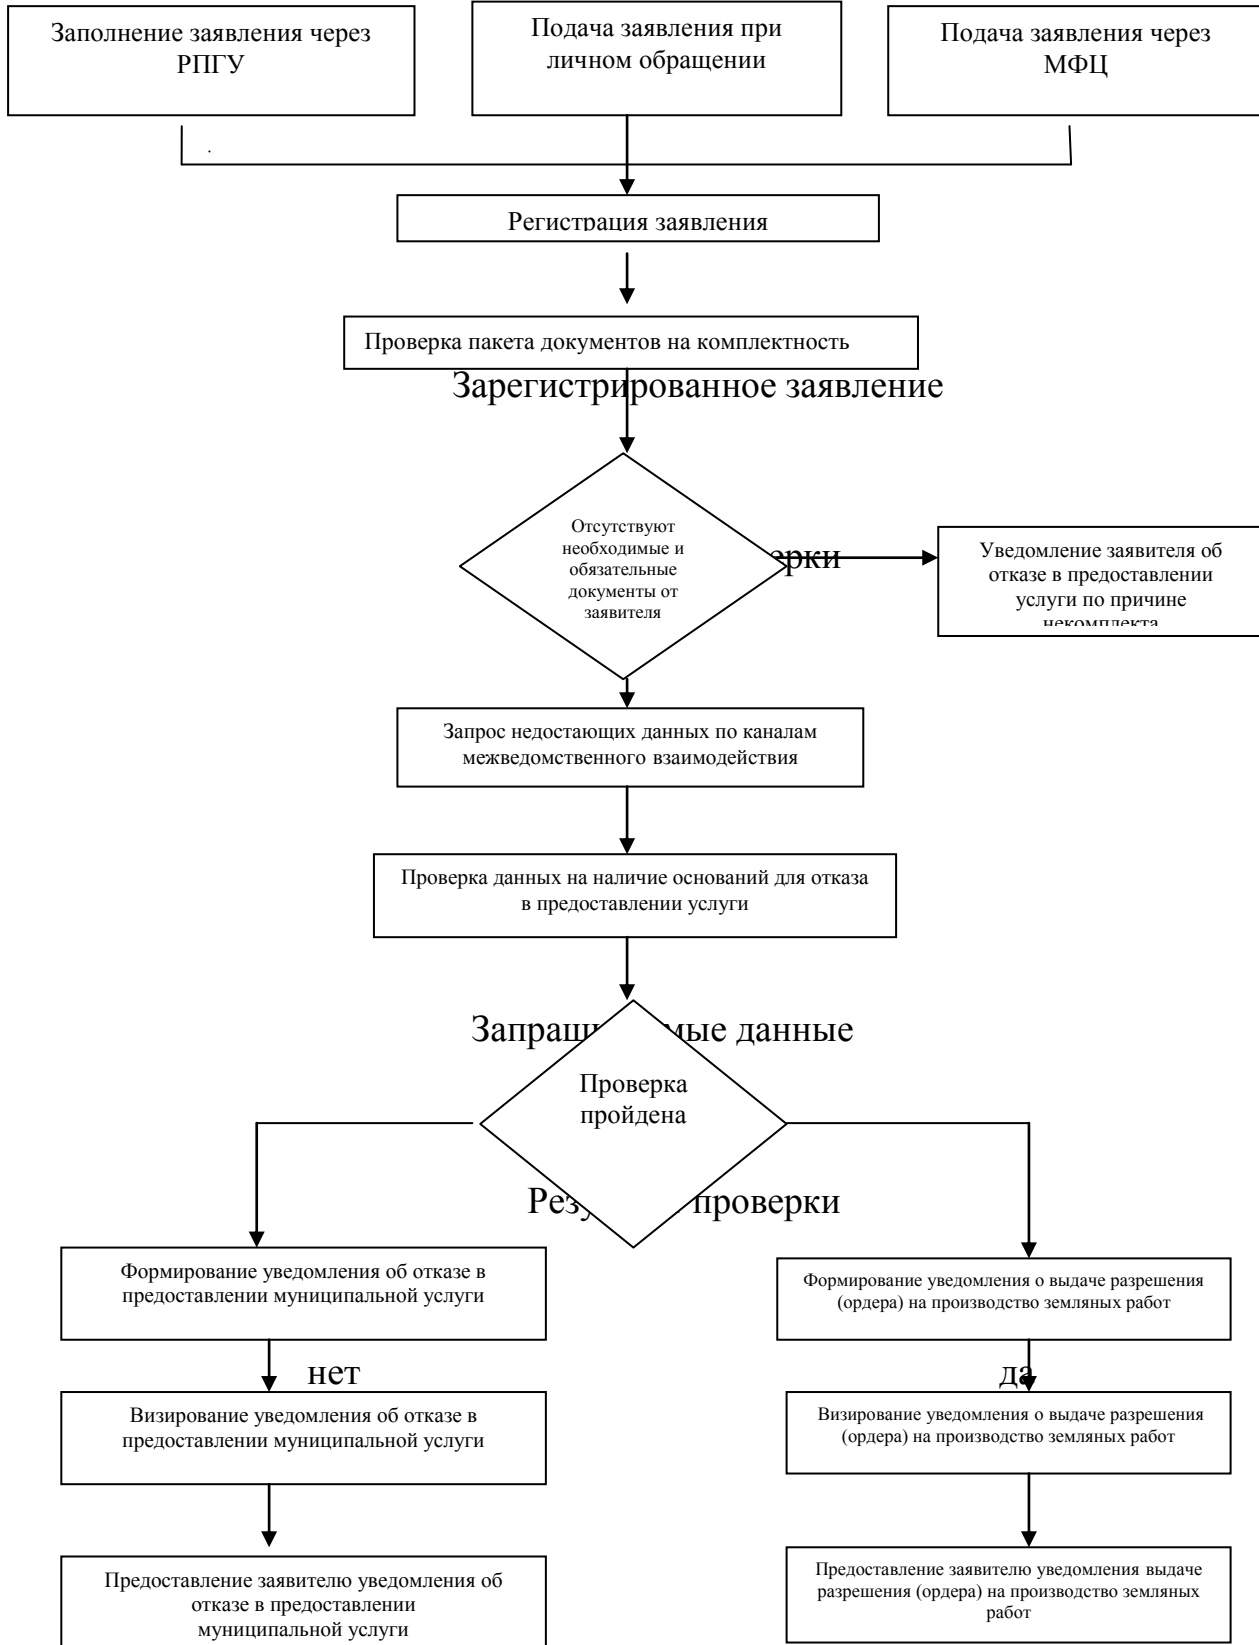 Заполнение заявления через
РПГУ
Подача заявления при
личном обращении
Подача заявления через
МФЦ
.
Регистрация заявления
Проверка пакета документов на комплектность
Зарегистрированное заявление
Отсутствуют
необходимые и
обязательные
документы от
заявителя
ерки
Уведомление заявителя об
отказе в предоставлении
услуги по причине
некомплекта
Запрос недостающих данных по каналам
межведомственного взаимодействия
Проверка данных на наличие оснований для отказа
в предоставлении услуги
мые данные
Проверка
пройдена
проверки
Формирование уведомления об отказе в
предоставлении муниципальной услуги
Формирование уведомления о выдаче разрешения
(ордера) на производство земляных работ
нет
да
Визирование уведомления об отказе в
предоставлении муниципальной услуги
Визирование уведомления о выдаче разрешения
(ордера) на производство земляных работ
Предоставление заявителю уведомления об
отказе в предоставлении
муниципальной услуги
Предоставление заявителю уведомления выдаче
разрешения (ордера) на производство земляных
работ